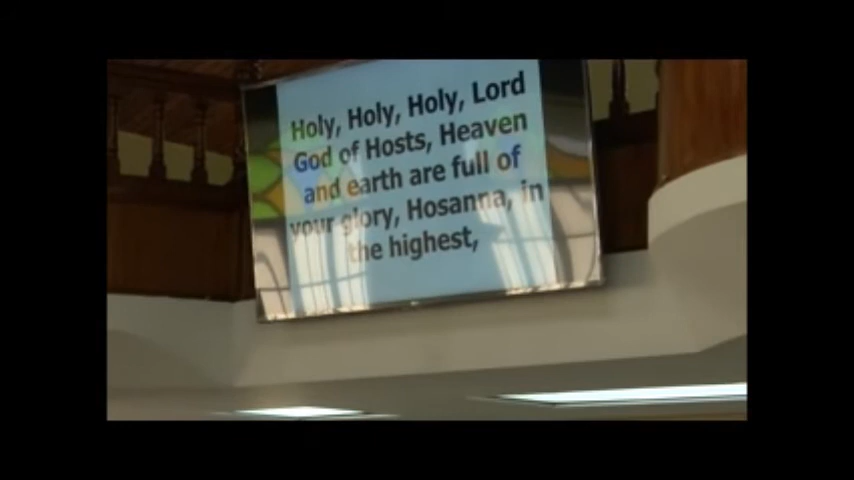 Holy, Holy, Holy, Lord
God of Hosts, Heaven
and earth are full of
your glory, Hosanna, in
the highest,